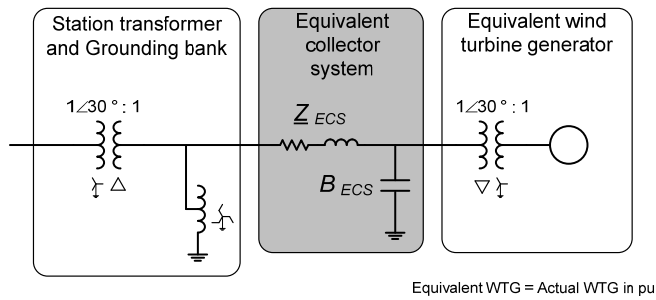 Station transformer
and Grounding bank
Equivalent
collector
system
Equivalent wind
turbine generator
1∠30 ° : 1
Z ECS
1∠30 ° : 1
B ECS
Equivalent WTG = Actual WTG in pu